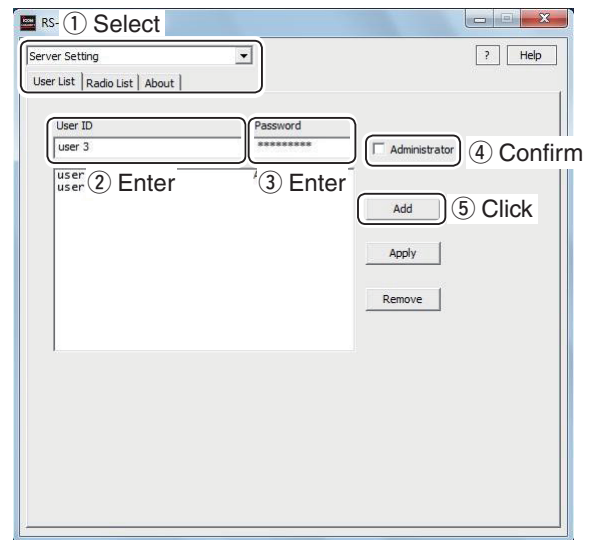 RS-
① Select
Server Setting
? Help
User List Radio List About
User ID Password
user 3 *********
Administrator
④ Confirm
user
user
② Enter
③ Enter
Add
⑤ Click
Apply
Remove